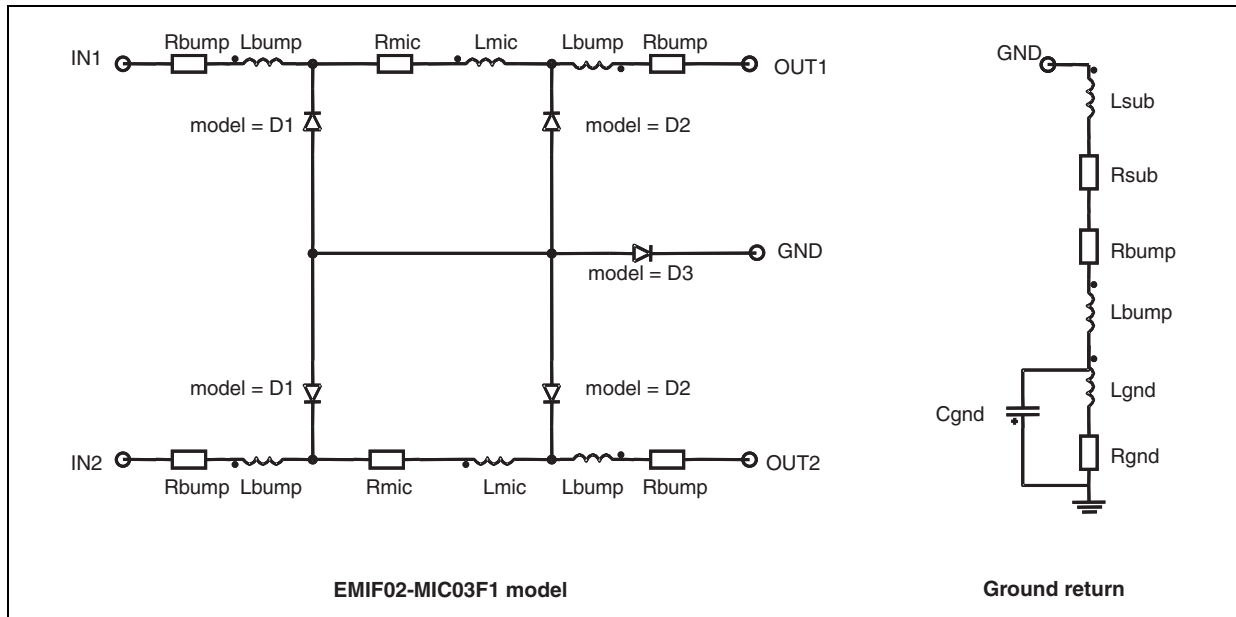 IN1 Rbump Lbump Rmic Lmic Lbump Rbump OUT1
model = D1 model = D2
GND
model = D3
model = D1 model = D2
IN2 OUT2
Rbump Lbump Rmic Lmic Lbump Rbump
EMIF02-MIC03F1 model
GND
Lsub
Rsub
Rbump
Lbump
Lgnd
Cgnd
Rgnd
Ground return